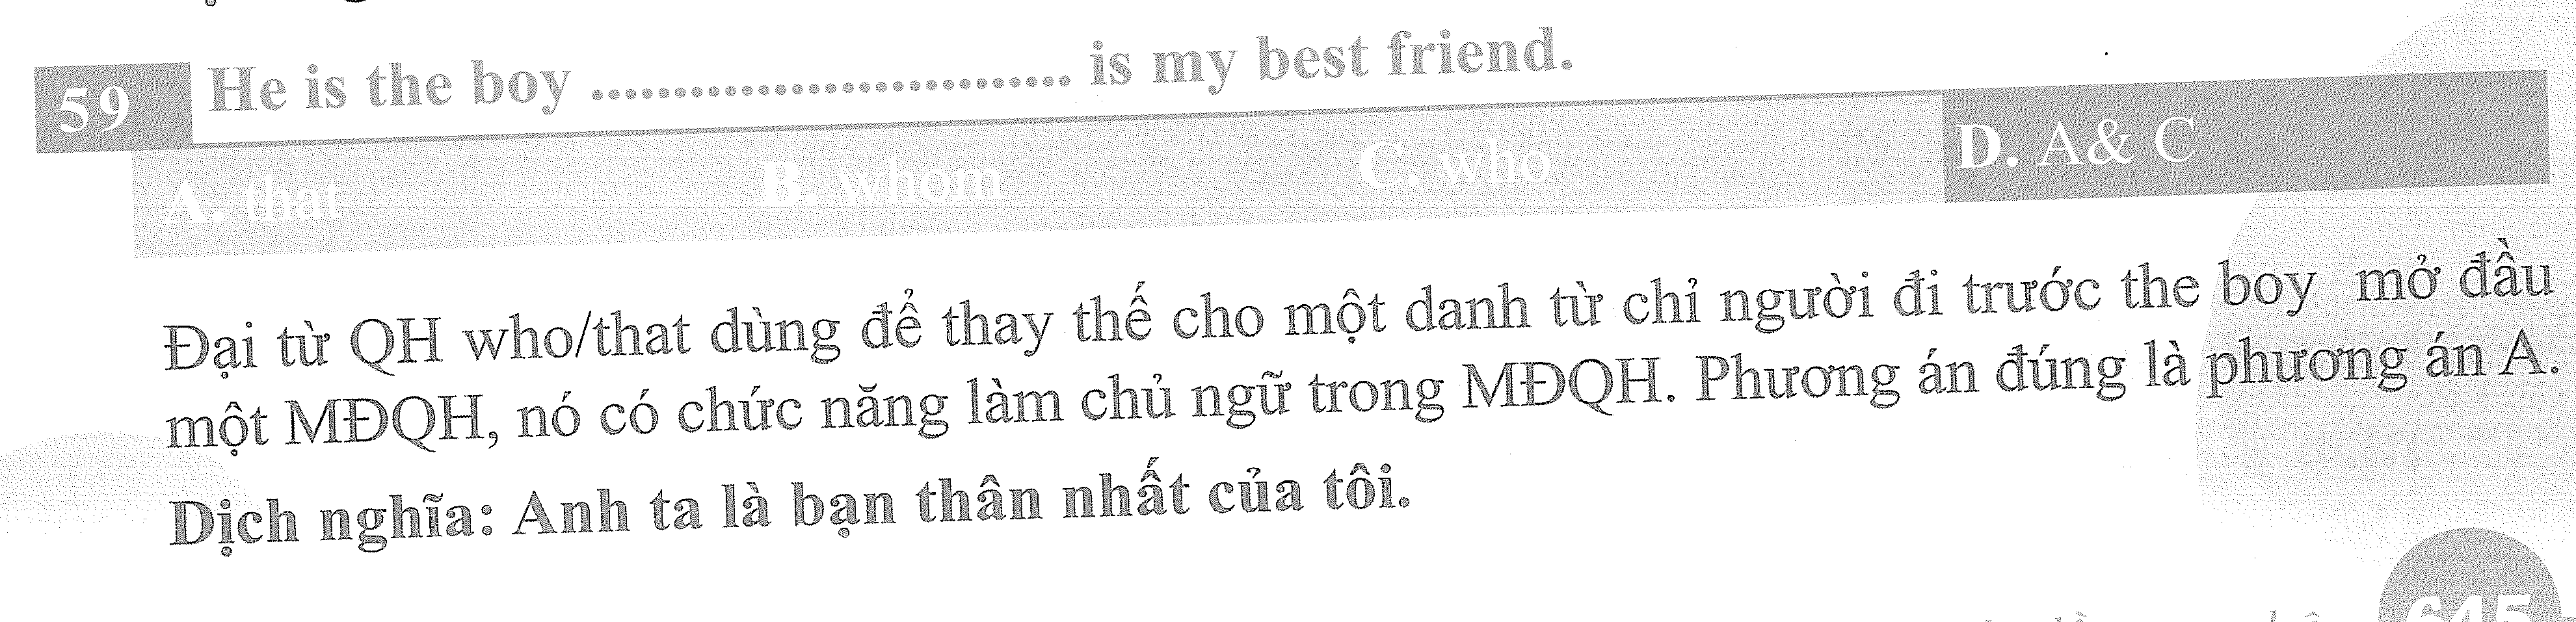 59 He is the boy ............................ is my best friend.
A. that B. whom C. who D. A& C
Đại từ QH who/that dùng để thay thế cho một danh từ chỉ người đi trước the boy mở đầu
một MĐQH, nó có chức năng làm chủ ngữ trong MĐQH. Phương án đúng là phương án A.
Dịch nghĩa: Anh ta là bạn thân nhất của tôi.
645